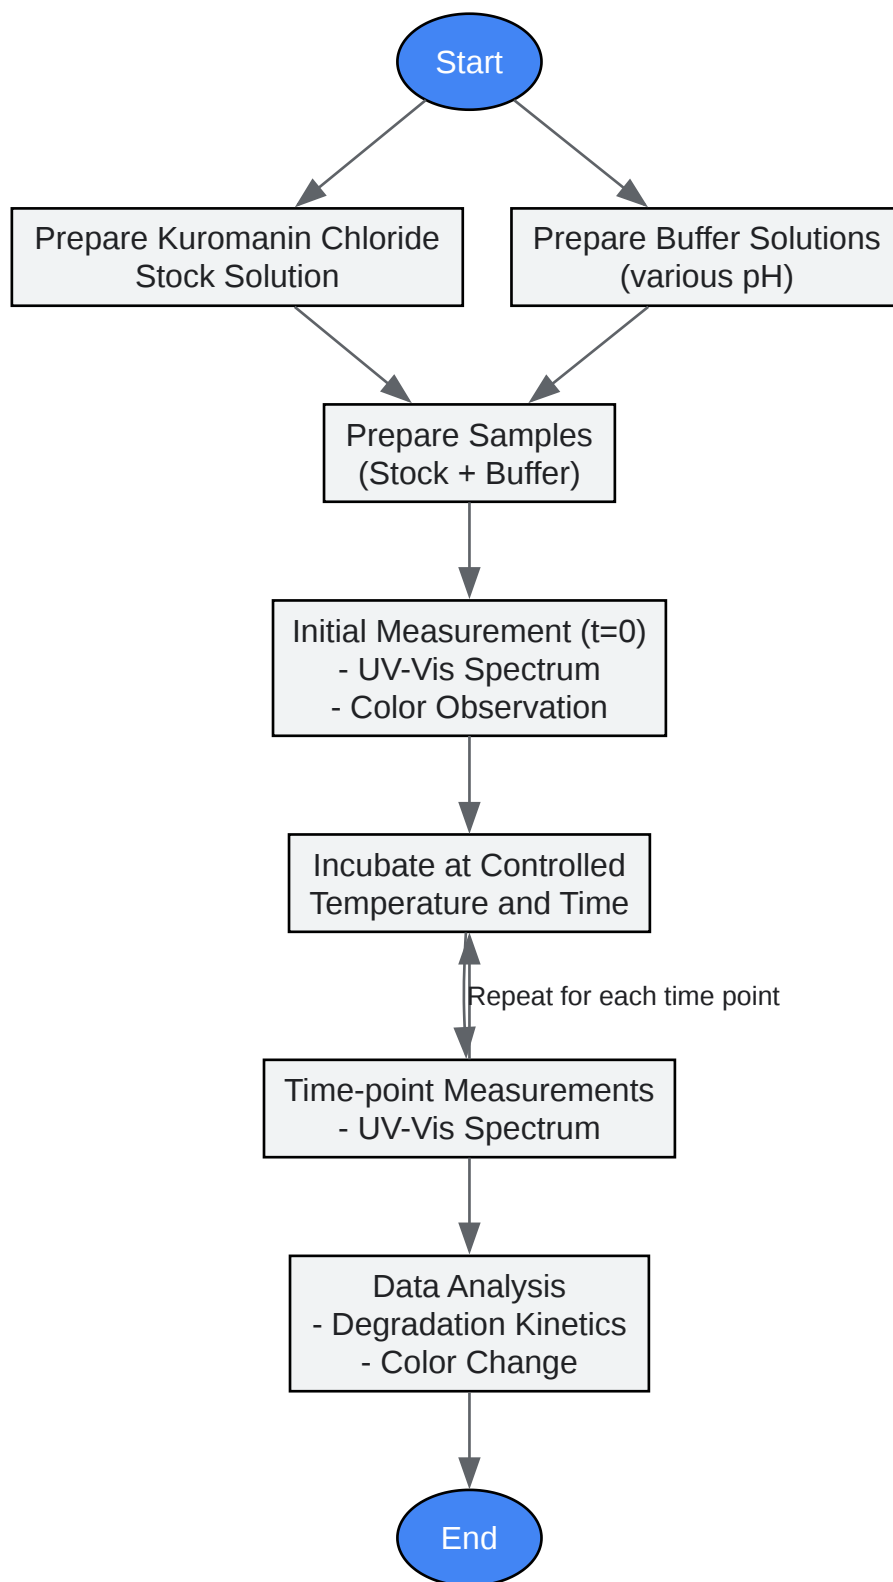 Start
Prepare Kuromanin Chloride
Stock Solution
Prepare Buffer Solutions
(various pH)
Prepare Samples
(Stock + Buffer)
Initial Measurement (t=0)
- UV-Vis Spectrum
- Color Observation
Incubate at Controlled
Temperature and Time
Repeat for each time point
Time-point Measurements
- UV-Vis Spectrum
Data Analysis
- Degradation Kinetics
- Color Change
End